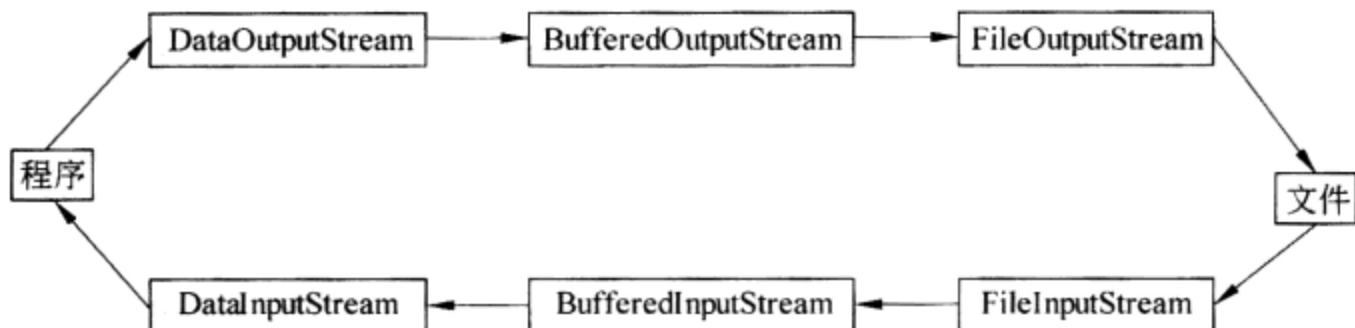 DataOutputStream
BufferedOutputStream
FileOutputStream
程序
文件
DataInputStream
BufferedInputStream
FileInputStream